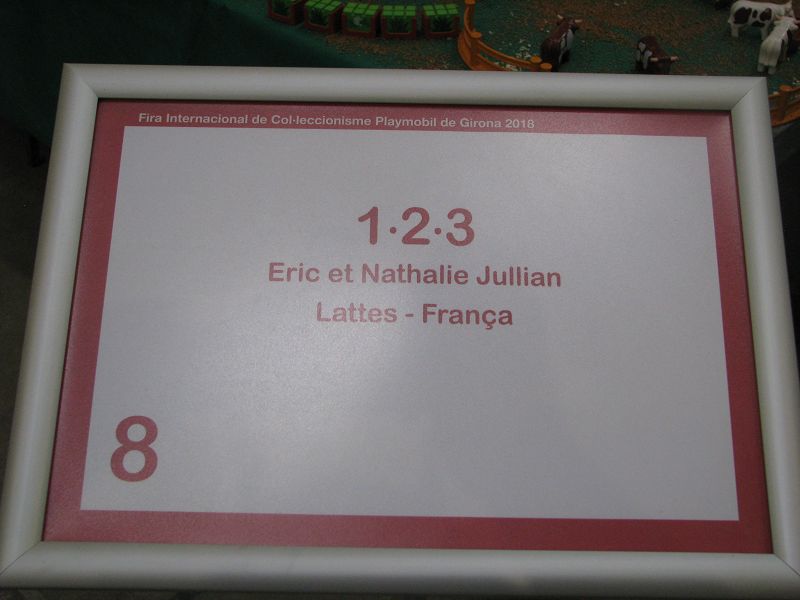 Fira Internacional de Col·leccionisme Playmobil de Girona 2018
1·2·3
Eric et Nathalie Jullian
Lattes - França
8